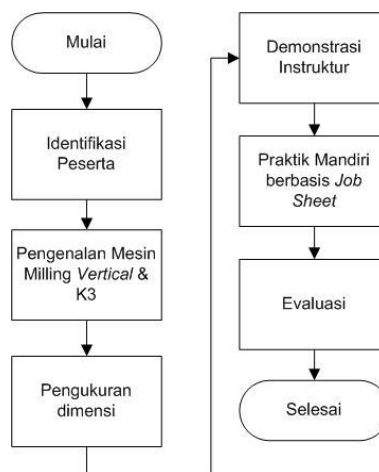 Mulai
Identifikasi
Peserta
Pengenalan Mesin
Milling Vertical &
K3
Pengukuran
dimensi
Demonstrasi
Instruktur
Praktik Mandiri
berbasis Job
Sheet
Evaluasi
Selesai